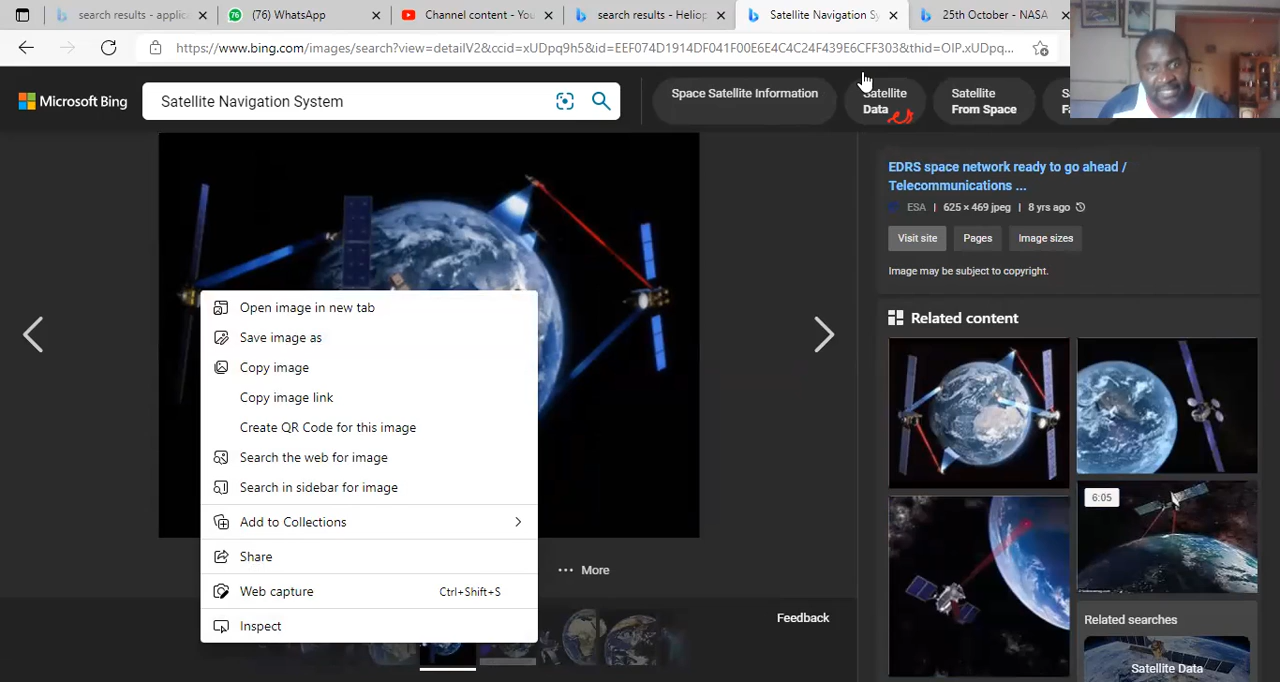 search results - applic
(76) WhatsApp
Channel content - You
search results - Heliop
Satellite Navigation Sy
25th October - NASA
https://www.bing.com/images/search?view=detailV2&ccid=xUDpq9h5&id=EEF074D1914DF041F00E6E4C4C24F439E6CFF303&thid=OIP.xUDpq...
Microsoft Bing
Satellite Navigation System
Space Satellite Information
Satellite
Data
Satellite
From Space
EDRS space network ready to go ahead /
Telecommunications ...
ESA | 625 × 469 jpeg | 8 yrs ago
Visit site
Pages
Image sizes
Image may be subject to copyright.
Related content
Open image in new tab
Save image as
Copy image
Copy image link
Create QR Code for this image
Search the web for image
Search in sidebar for image
Add to Collections
Share
Web capture Ctrl+Shift+S
Inspect
6:05
··· More
Feedback
Related searches
Satellite Data